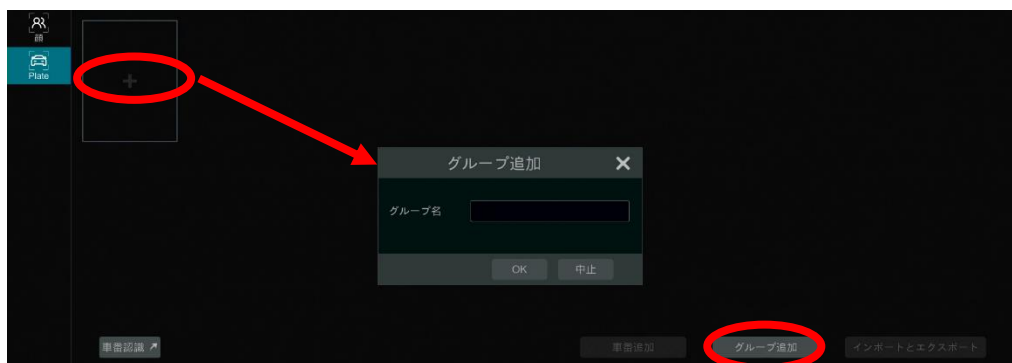 顔
Plate
+
グループ追加 ×
グループ名
OK 中止
車番認識
車番追加 グループ追加 インポートとエクスポート